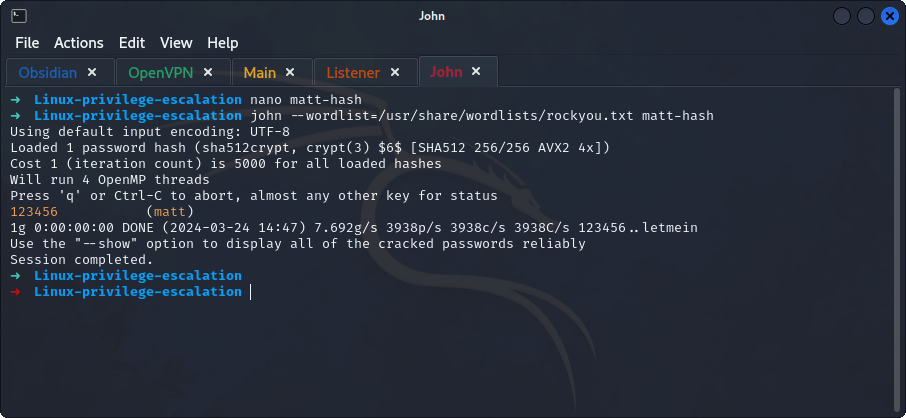 John
File Actions Edit View Help
Obsidian × OpenVPN × Main × Listener × John ×
→ Linux-privilege-escalation nano matt-hash
→ Linux-privilege-escalation john --wordlist=/usr/share/wordlists/rockyou.txt matt-hash
Using default input encoding: UTF-8
Loaded 1 password hash (sha512crypt, crypt(3) $6$ [SHA512 256/256 AVX2 4x])
Cost 1 (iteration count) is 5000 for all loaded hashes
Will run 4 OpenMP threads
Press 'q' or Ctrl-C to abort, almost any other key for status
123456           (matt)
1g 0:00:00:00 DONE (2024-03-24 14:47) 7.692g/s 3938p/s 3938c/s 3938C/s 123456..letmein
Use the "--show" option to display all of the cracked passwords reliably
Session completed.
→ Linux-privilege-escalation
→ Linux-privilege-escalation